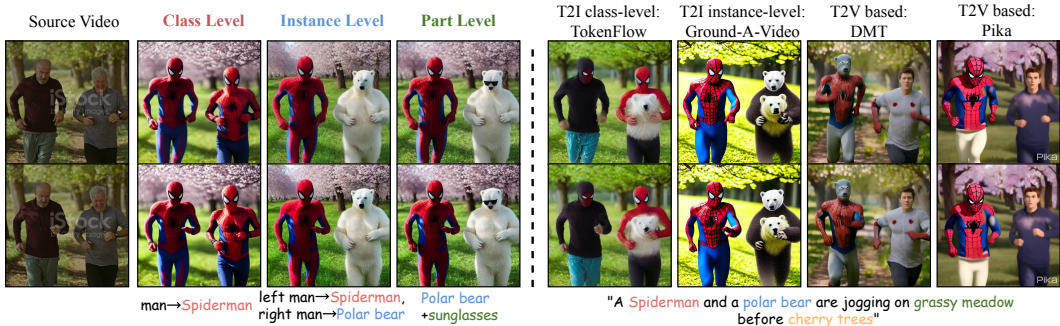 Source Video
Class Level
Instance Level
Part Level
T2I class-level:
TokenFlow
T2I instance-level:
Ground-A-Video
T2V based:
DMT
T2V based:
Pika
iStock
Pika
iStock
Pika
man→Spiderman
left man→Spiderman,
right man→Polar bear
Polar bear
+sunglasses
"A Spiderman and a polar bear are jogging on grassy meadow
before cherry trees"